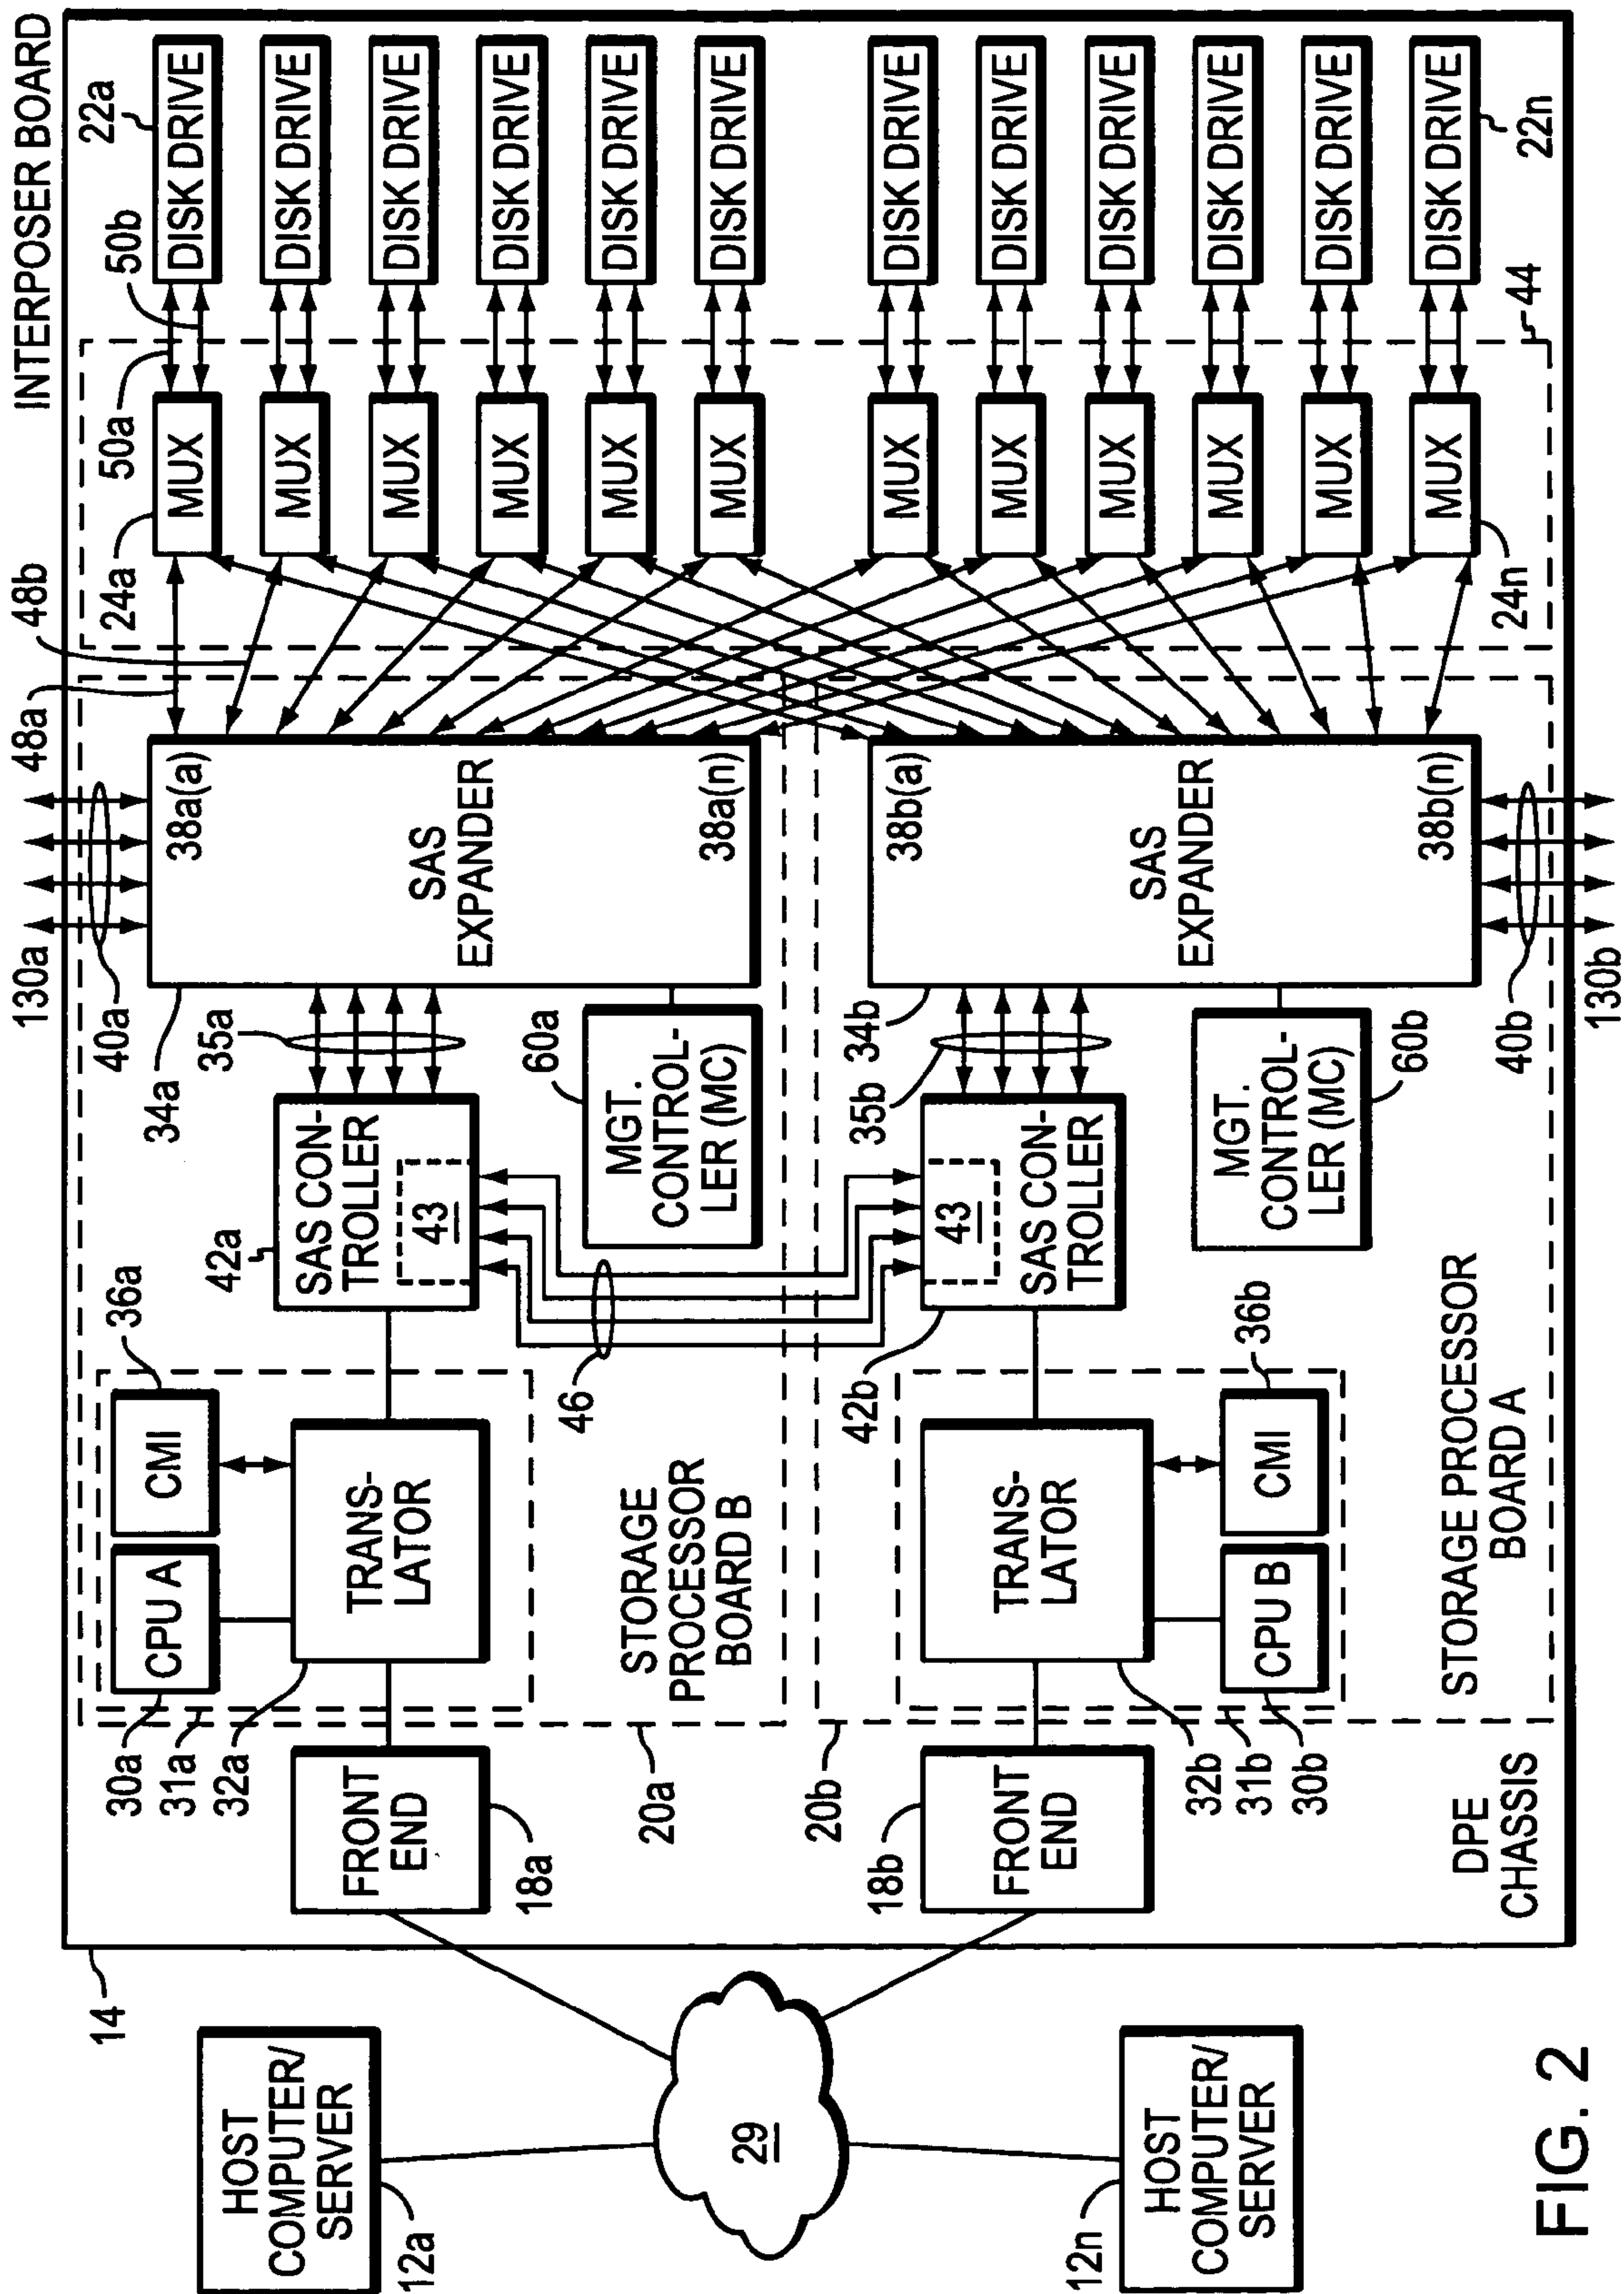 INTERPOSER BOARD
14
12a
HOST
COMPUTER/
SERVER
12n
HOST
COMPUTER/
SERVER
29
18a
FRONT
END
18b
FRONT
END
DPE
CHASSIS
20a
STORAGE
PROCESSOR
BOARD B
30a
31a
32a
CPU A
CMI
36a
TRANS-
LATOR
42a
SAS CON-
TROLLER
43
46
35a
60a
MGT.
CONTROL-
LER (MC)
34a
40a
130a
38a(a)
SAS
EXPANDER
38a(n)
20b
STORAGE PROCESSOR
BOARD A
32b
31b
30b
TRANS-
LATOR
CPU B
CMI
36b
42b
43
SAS CON-
TROLLER
35b
34b
MGT.
CONTROL-
LER (MC)
60b
38b(a)
SAS
EXPANDER
38b(n)
40b
130b
48a
48b
24a
50a
50b
22a
MUX
DISK DRIVE
MUX
DISK DRIVE
MUX
DISK DRIVE
MUX
DISK DRIVE
MUX
DISK DRIVE
MUX
DISK DRIVE
MUX
DISK DRIVE
MUX
DISK DRIVE
MUX
DISK DRIVE
MUX
DISK DRIVE
MUX
DISK DRIVE
MUX
DISK DRIVE
24n
44
22n
FIG. 2